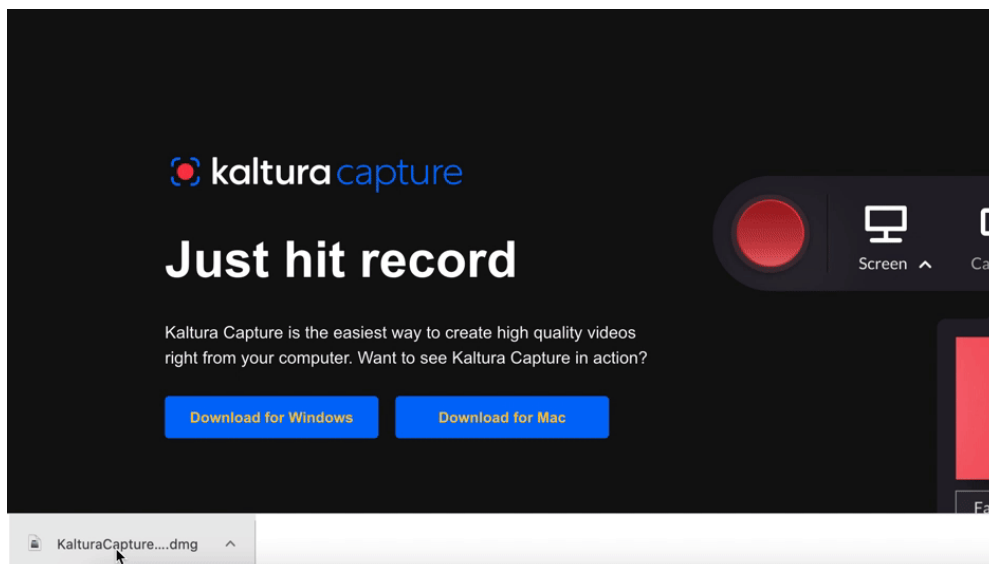 kaltura capture
Just hit record
Kaltura Capture is the easiest way to create high quality videos
right from your computer. Want to see Kaltura Capture in action?
Download for Windows
Download for Mac
Screen
KalturaCapture....dmg